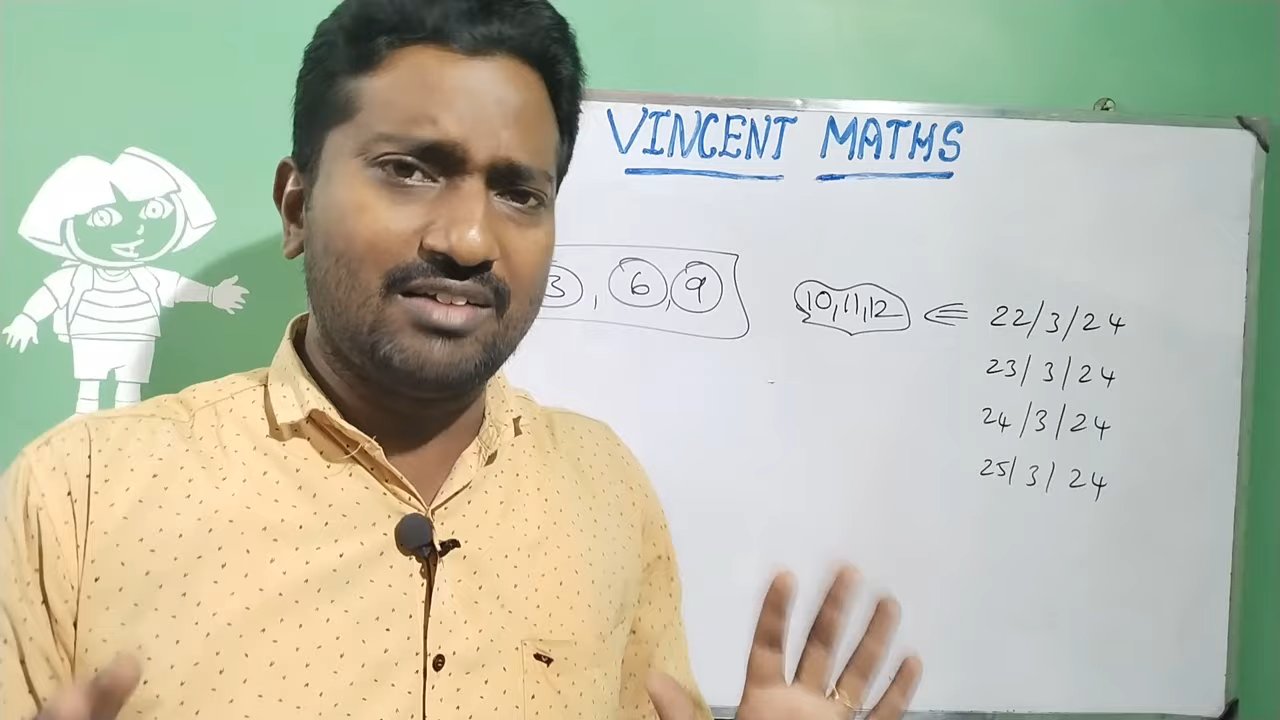 VINCENT MATHS
3, 6, 9
10, 11, 12 ⇐ 22/3/24
23/3/24
24/3/24
25/3/24